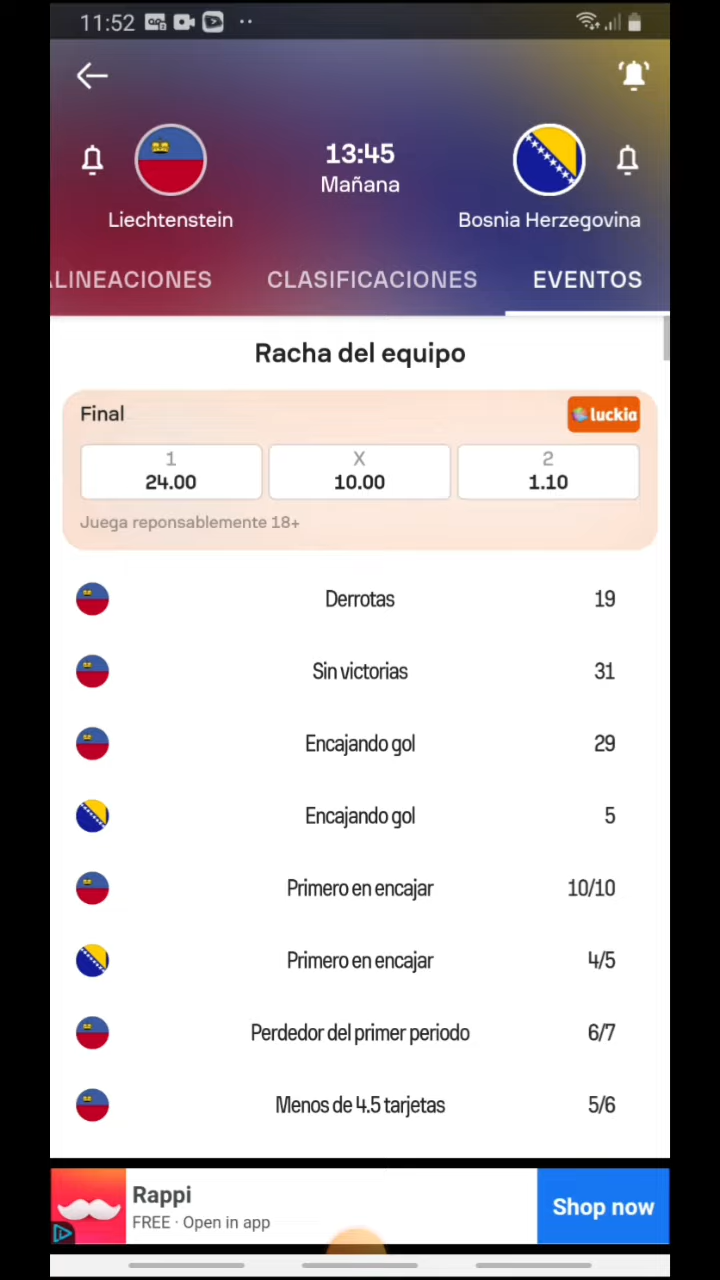 11:52
13:45
Mañana
Liechtenstein
Bosnia Herzegovina
LINEACIONES
CLASIFICACIONES
EVENTOS
Racha del equipo
Final
luckia
1
24.00
X
10.00
2
1.10
Juega reponsablemente 18+
Derrotas 19
Sin victorias 31
Encajando gol 29
Encajando gol 5
Primero en encajar 10/10
Primero en encajar 4/5
Perdedor del primer periodo 6/7
Menos de 4.5 tarjetas 5/6
Rappi
FREE · Open in app
Shop now